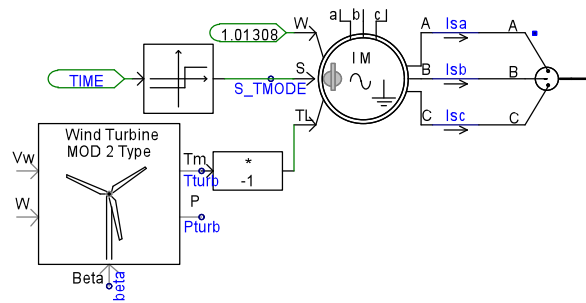 a b c
1.01308
W
I M
A Isa A
TIME
S_TMODE
S
B Isb B
TL
C Isc C
Wind Turbine
MOD 2 Type
Vw
Tm
Tturb
*
-1
W
P
Pturb
Beta
beta